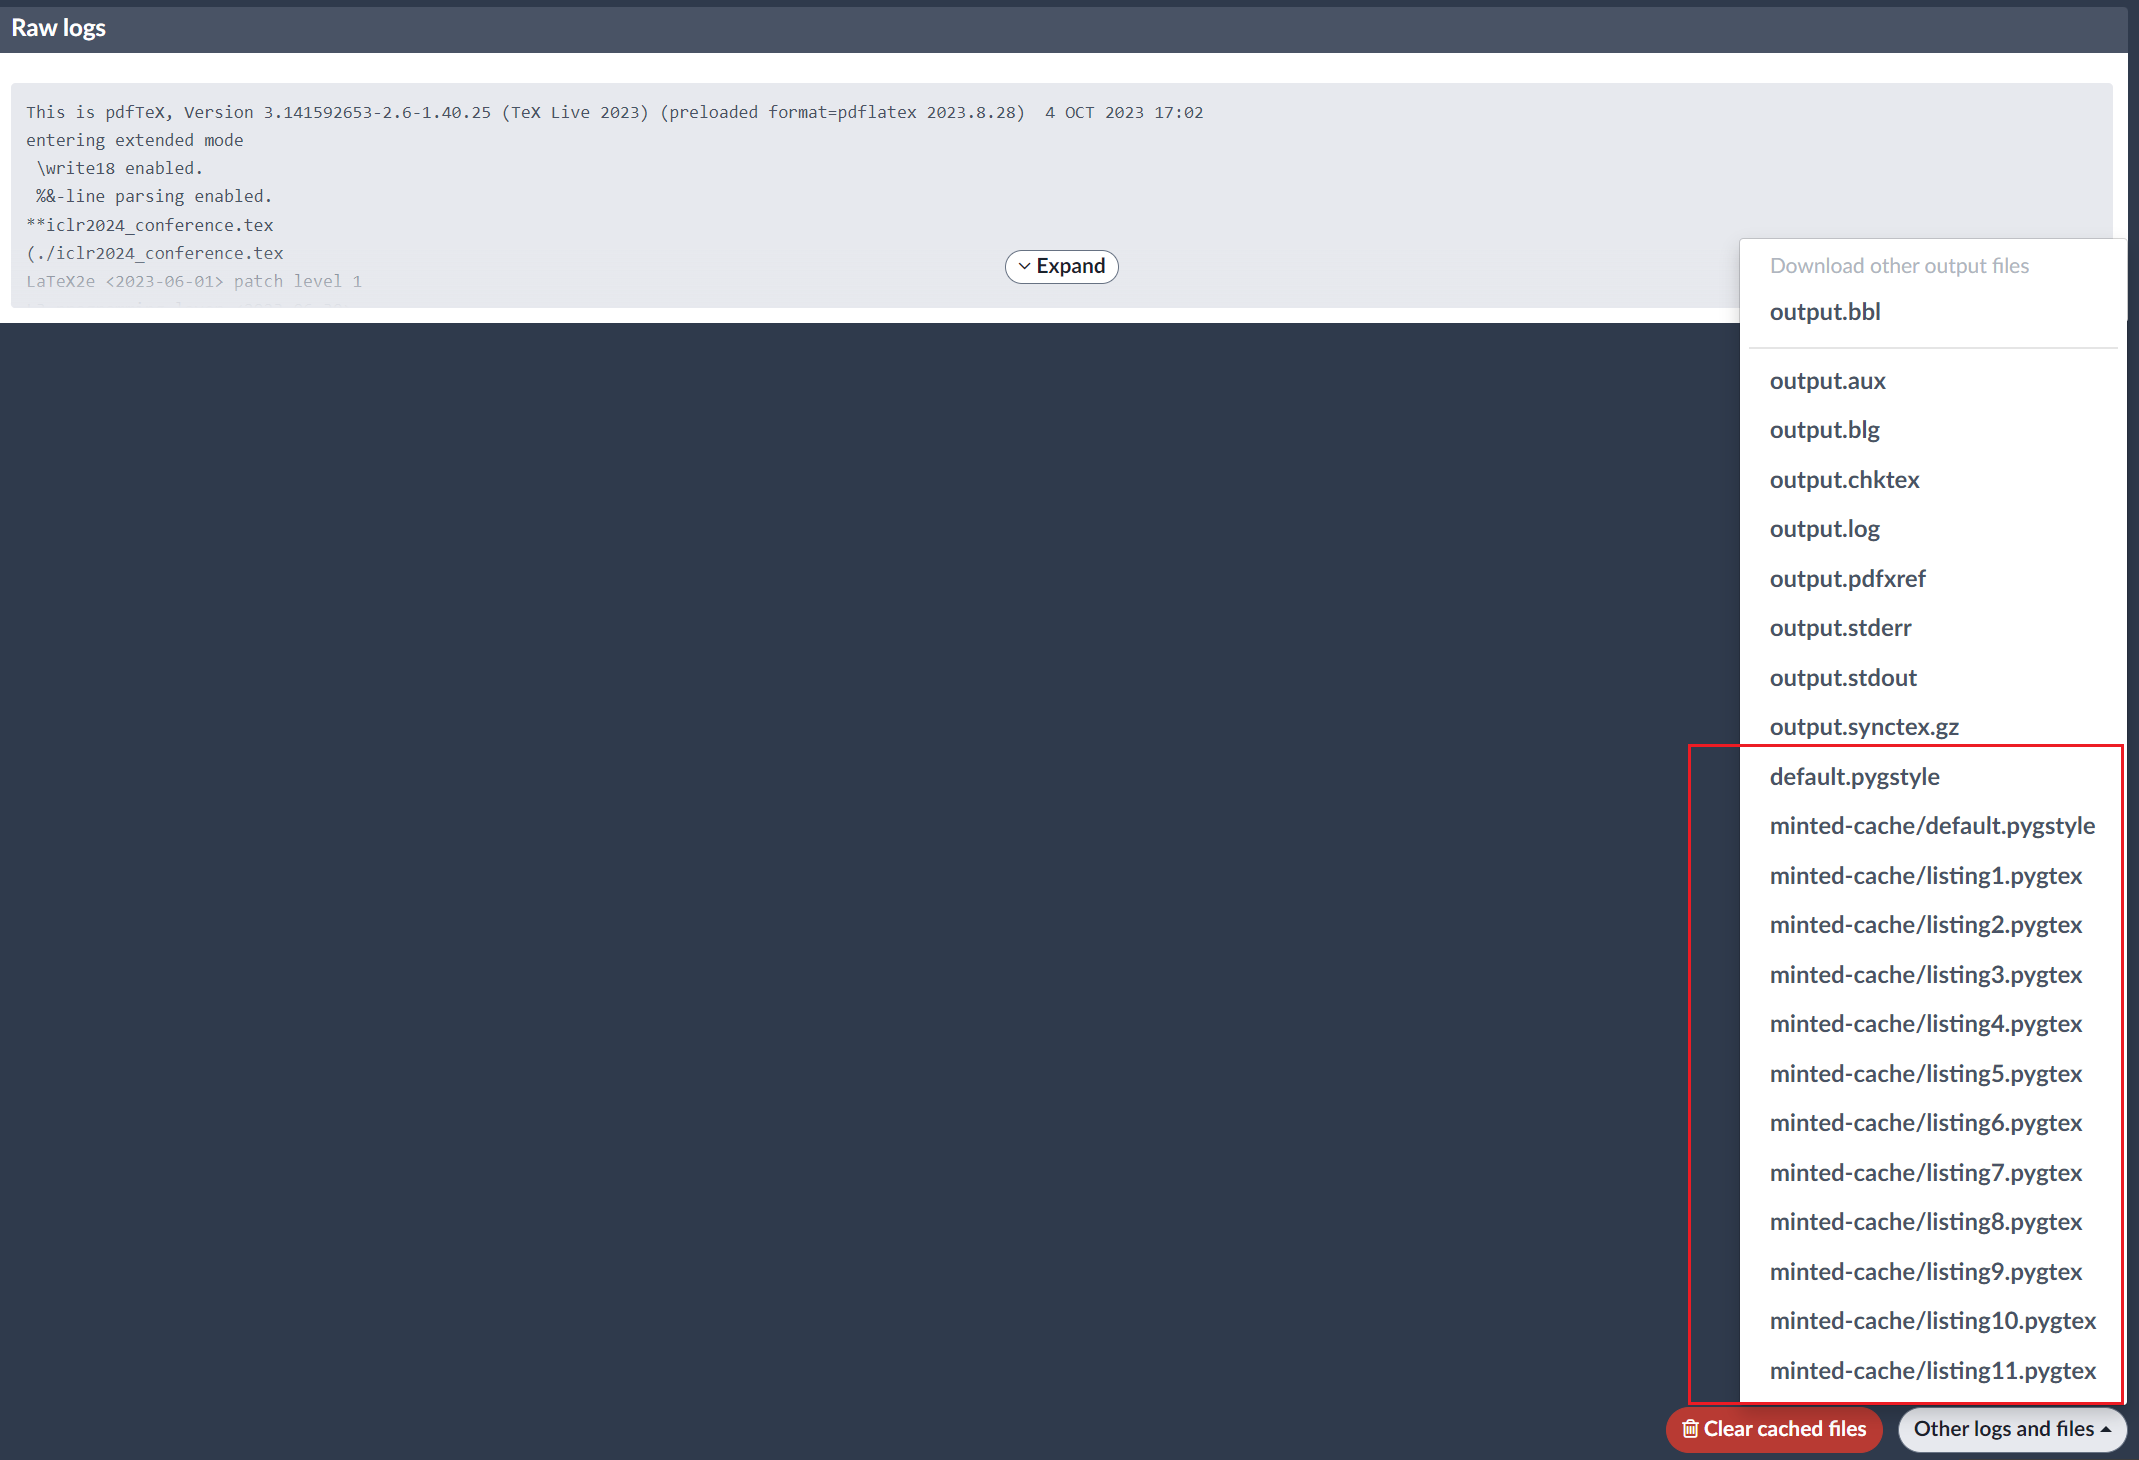 Raw logs
This is pdfTeX, Version 3.141592653-2.6-1.40.25 (TeX Live 2023) (preloaded format=pdflatex 2023.8.28)  4 OCT 2023 17:02
entering extended mode
 \write18 enabled.
 %&-line parsing enabled.
**iclr2024_conference.tex
(./iclr2024_conference.tex
LaTeX2e <2023-06-01> patch level 1
Expand
Download other output files
output.bbl
output.aux
output.blg
output.chktex
output.log
output.pdfxref
output.stderr
output.stdout
output.synctex.gz
default.pygstyle
minted-cache/default.pygstyle
minted-cache/listing1.pygtex
minted-cache/listing2.pygtex
minted-cache/listing3.pygtex
minted-cache/listing4.pygtex
minted-cache/listing5.pygtex
minted-cache/listing6.pygtex
minted-cache/listing7.pygtex
minted-cache/listing8.pygtex
minted-cache/listing9.pygtex
minted-cache/listing10.pygtex
minted-cache/listing11.pygtex
Clear cached files
Other logs and files